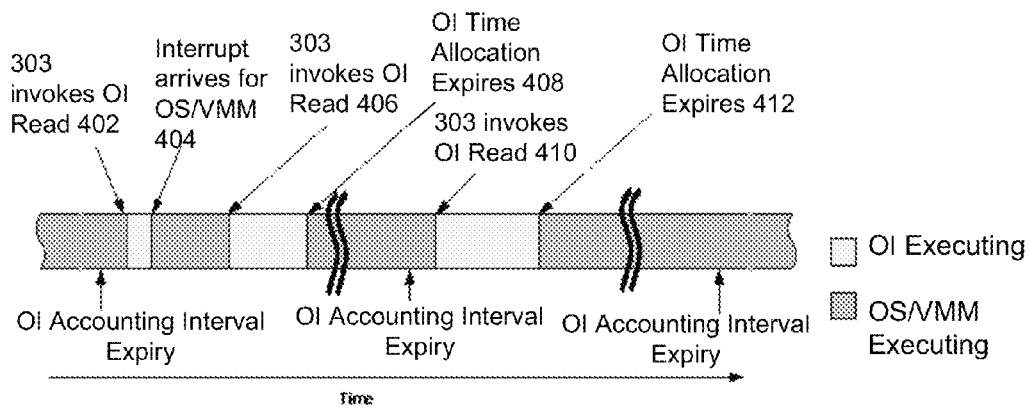 303
invokes OI
Read 402
Interrupt
arrives for
OS/VMM
404
303
invokes OI
Read 406
OI Time
Allocation
Expires 408
303 invokes
OI Read 410
OI Time
Allocation
Expires 412
OI Executing
OS/VMM
Executing
OI Accounting Interval
Expiry
OI Accounting Interval
Expiry
OI Accounting Interval
Expiry
Time